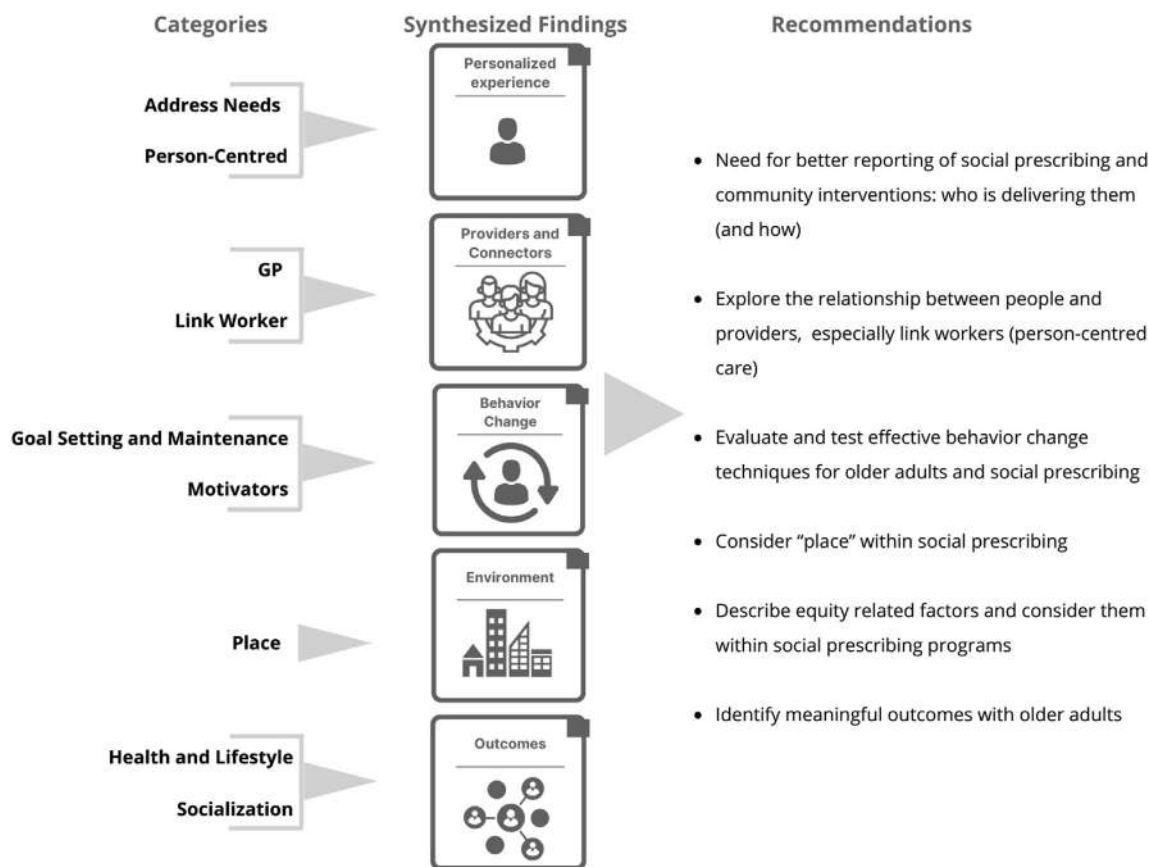 Categories
Synthesized Findings
Recommendations
Address Needs
Person-Centred
Personalized
experience
GP
Link Worker
Providers and
Connectors
Goal Setting and Maintenance
Motivators
Behavior
Change
Place
Environment
Health and Lifestyle
Socialization
Outcomes
• Need for better reporting of social prescribing and
community interventions: who is delivering them
(and how)
• Explore the relationship between people and
providers, especially link workers (person-centred
care)
• Evaluate and test effective behavior change
techniques for older adults and social prescribing
• Consider “place” within social prescribing
• Describe equity related factors and consider them
within social prescribing programs
• Identify meaningful outcomes with older adults